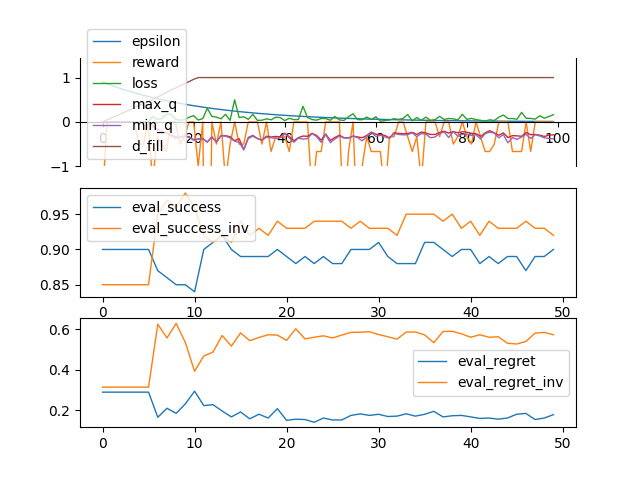 epsilon
reward
loss
max_q
min_q
d_fill
1
0
−1
0
20
40
60
80
100
eval_success
eval_success_inv
0.95
0.90
0.85
0
10
20
30
40
50
eval_regret
eval_regret_inv
0.6
0.4
0.2
0
10
20
30
40
50